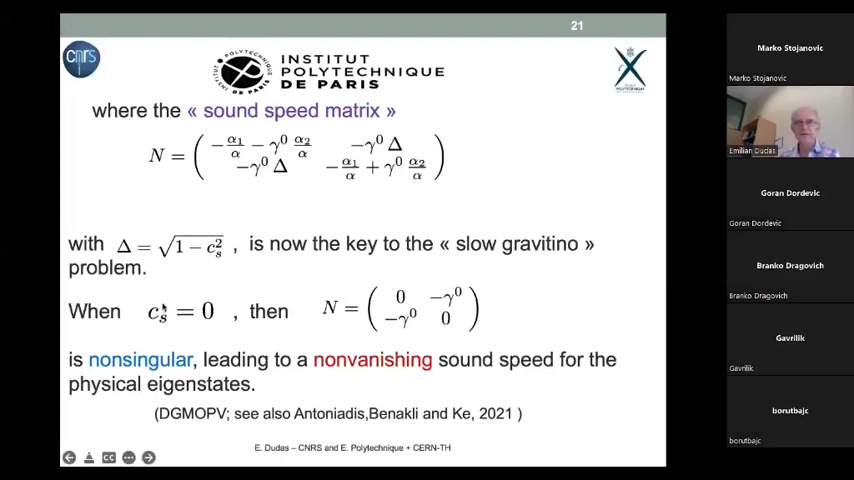 21
cnrs
INSTITUT
POLYTECHNIQUE
DE PARIS
where the « sound speed matrix »
N = ( -α₁/α - γ⁰ α₂/α    -γ⁰ Δ
-γ⁰ Δ    -α₁/α + γ⁰ α₂/α )
with Δ = √(1 - cₛ²) , is now the key to the « slow gravitino »
problem.
When cₛ = 0 , then N = ( 0 -γ⁰
-γ⁰ 0 )
is nonsingular, leading to a nonvanishing sound speed for the
physical eigenstates.
(DGMOPV; see also Antoniadis,Benakli and Ke, 2021 )
E. Dudas – CNRS and E. Polytechnique + CERN-TH
CC
Marko Stojanovic
Marko Stojanovic
Emilian Dudas
Goran Dordevic
Goran Dordevic
Branko Dragovich
Branko Dragovich
Gavrilik
Gavrilik
borutbajc
borutbajc